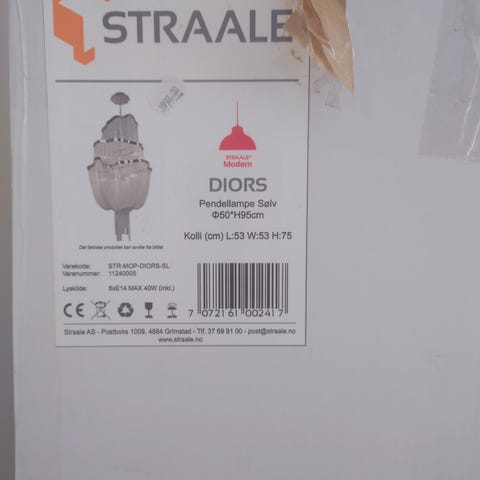 STRAALE
STRAALE®
Modern
DIORS
Pendellampe Sølv
Φ50*H95cm
Kolli (cm) L:53 W:53 H:75
Det faktiske produktet kan avvike fra bildet
Varekode: STR-MOP-DIORS-SL
Varenummer: 11240005
Lyskilde: 8xE14 MAX 40W (Inkl.)
CE
7 072161 002417
Straale AS - Postboks 1009, 4884 Grimstad - Tlf. 37 69 91 00 - post@straale.no
www.straale.no